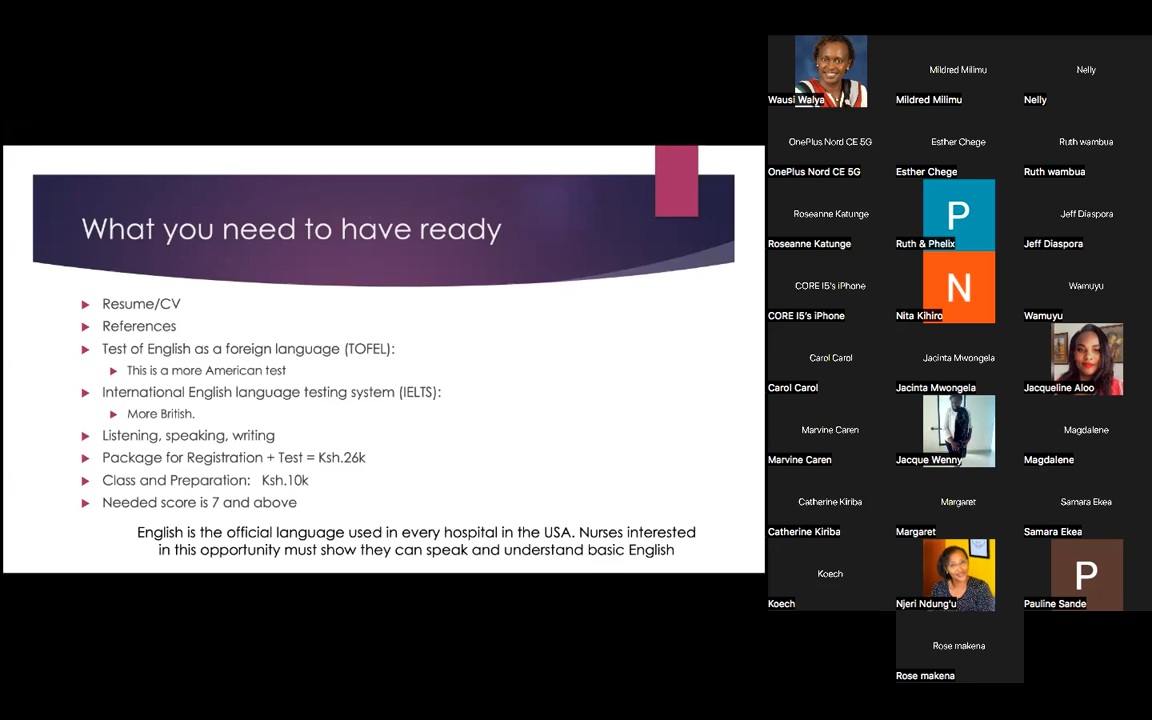 What you need to have ready
Resume/CV
References
Test of English as a foreign language (TOFEL):
This is a more American test
International English language testing system (IELTS):
More British.
Listening, speaking, writing
Package for Registration + Test = Ksh.26k
Class and Preparation: Ksh.10k
Needed score is 7 and above
English is the official language used in every hospital in the USA. Nurses interested
in this opportunity must show they can speak and understand basic English
Wausi Walya
Mildred Milimu
Mildred Milimu
Nelly
Nelly
OnePlus Nord CE 5G
OnePlus Nord CE 5G
Esther Chege
Esther Chege
Ruth wambua
Ruth wambua
Roseanne Katunge
Roseanne Katunge
P
Ruth & Phelix
Jeff Diaspora
Jeff Diaspora
CORE I5's iPhone
CORE I5's iPhone
N
Nita Kihiro
Wamuyu
Wamuyu
Carol Carol
Carol Carol
Jacinta Mwongela
Jacinta Mwongela
Jacqueline Aloo
Marvine Caren
Marvine Caren
Jacque Wenny
Magdalene
Magdalene
Catherine Kiriba
Catherine Kiriba
Margaret
Margaret
Samara Ekea
Samara Ekea
Koech
Koech
Njeri Ndung'u
P
Pauline Sande
Rose makena
Rose makena